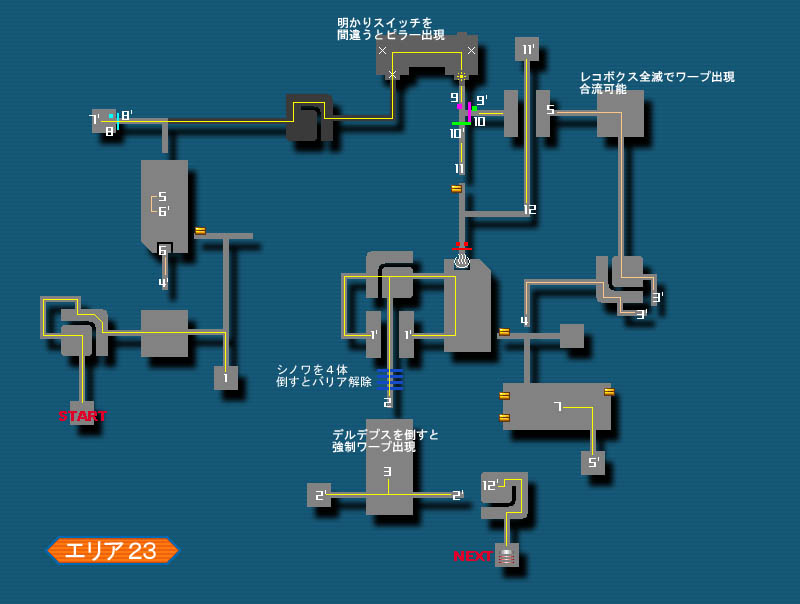 明かりスイッチを
間違うとピラー出現
11'
レコボクス全滅でワープ出現
合流可能
9
9'
5
7'
8'
8
10
10'
11
5
6'
12
6
4'
3'
4
3'
1'
1'
シノワを4体
倒すとバリア解除
1
2
7
START
デルデプスを倒すと
強制ワープ出現
3
5'
2'
2'
12'
エリア23
NEXT